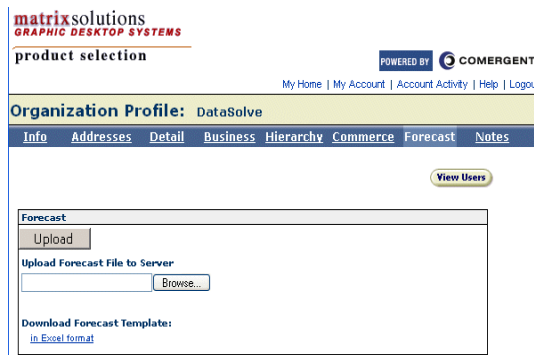 matrixsolutions
GRAPHIC DESKTOP SYSTEMS
product selection
POWERED BY COMERGENT
My Home | My Account | Account Activity | Help | Logou
Organization Profile: DataSolve
Info Addresses Detail Business Hierarchy Commerce Forecast Notes
View Users
Forecast
Upload
Upload Forecast File to Server
Browse...
Download Forecast Template:
in Excel format